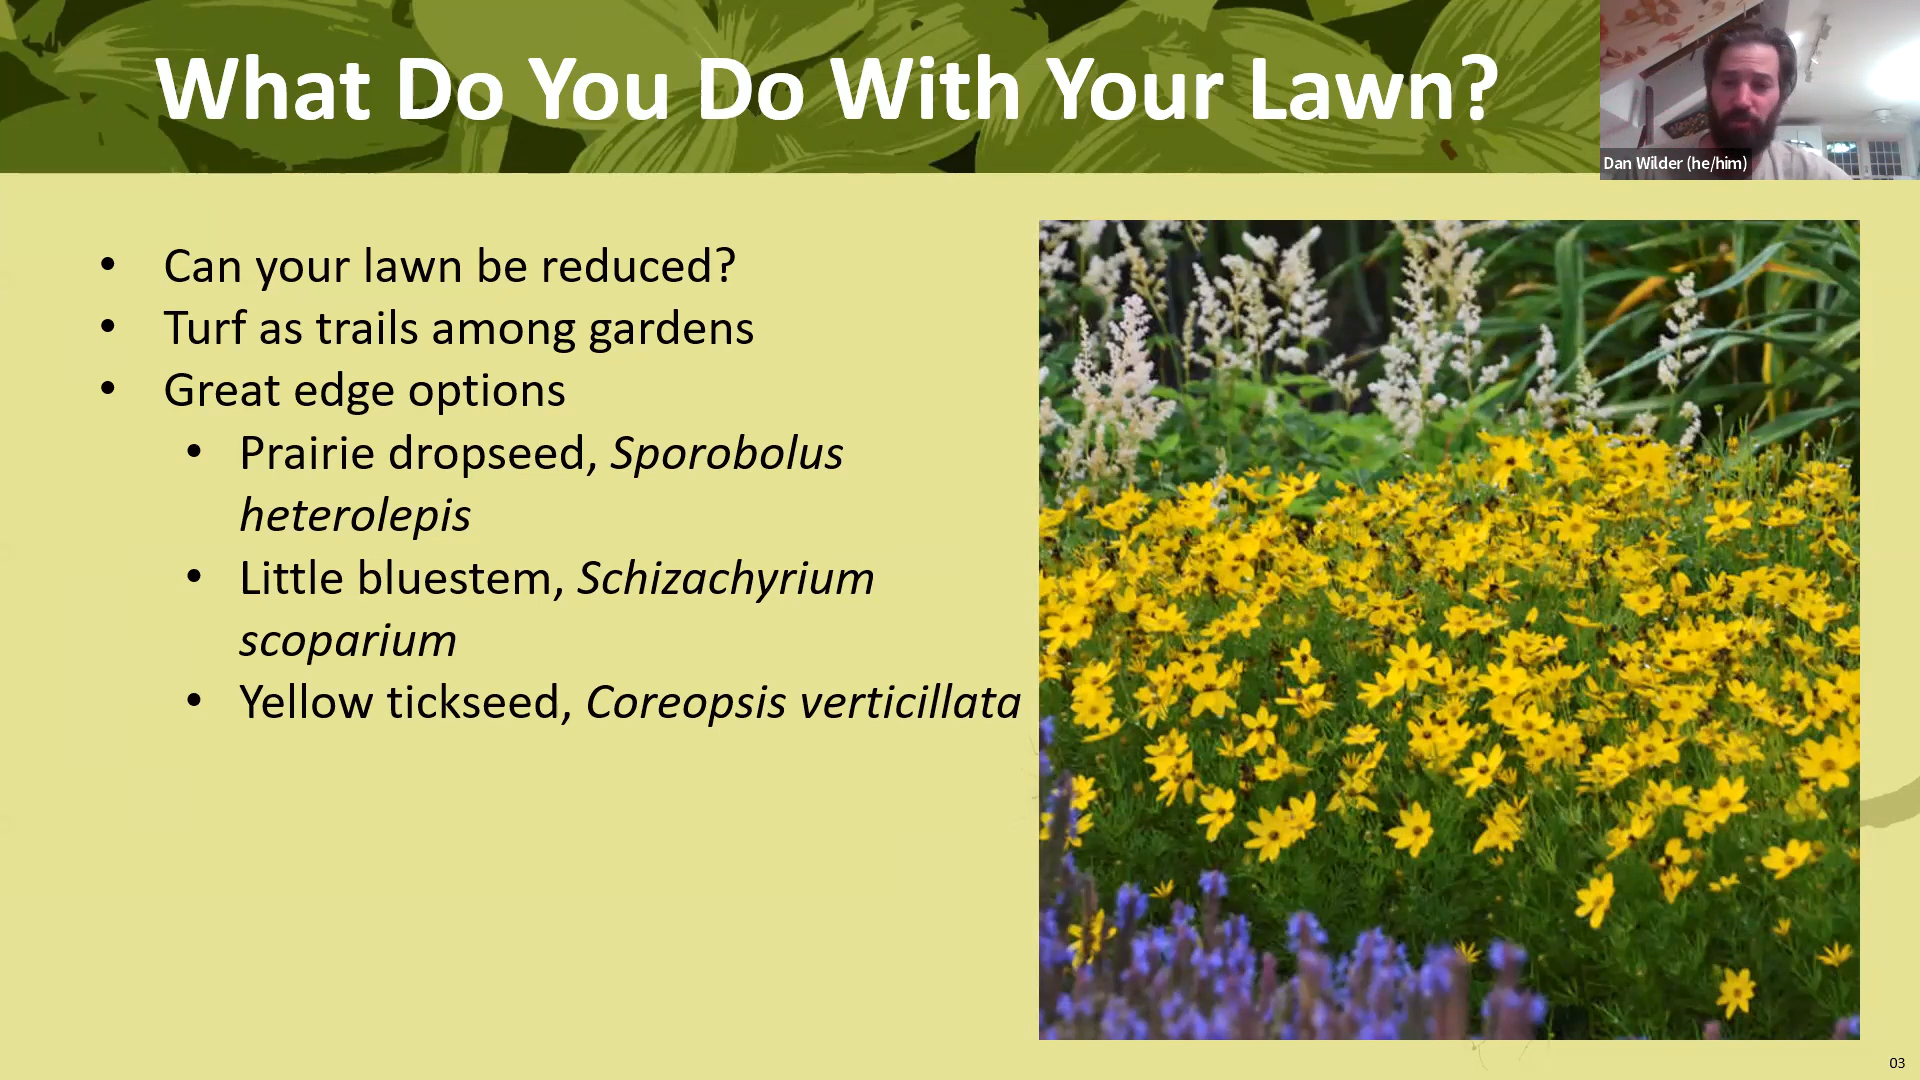 What Do You Do With Your Lawn?
Dan Wilder (he/him)
• Can your lawn be reduced?
• Turf as trails among gardens
• Great edge options
• Prairie dropseed, Sporobolus
heterolepis
• Little bluestem, Schizachyrium
scoparium
• Yellow tickseed, Coreopsis verticillata
03